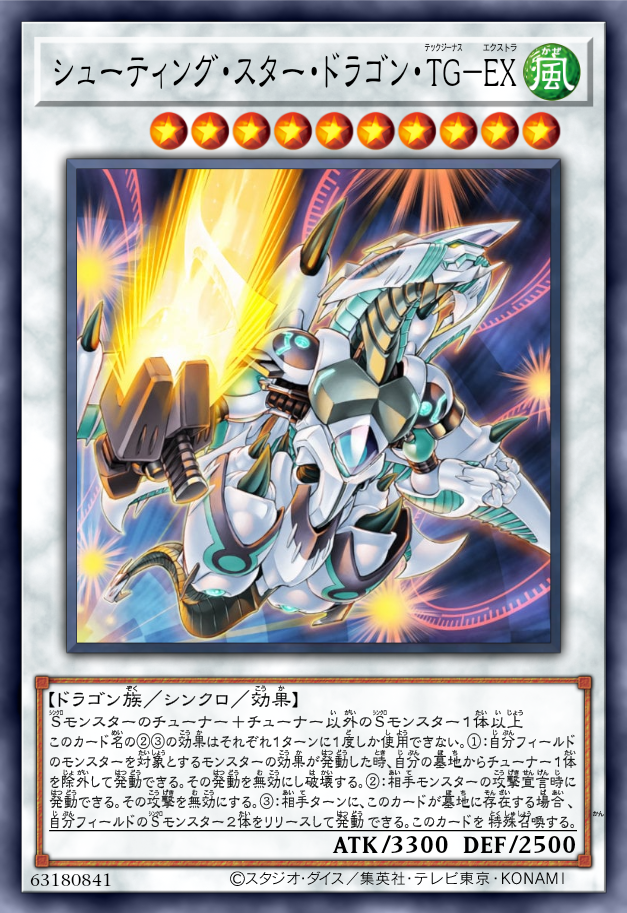 シューティング・スター・ドラゴン・TG－EX
風
【ドラゴン族／シンクロ／効果】
Ｓモンスターのチューナー＋チューナー以外のＳモンスター１体以上
このカード名の②③の効果はそれぞれ１ターンに１度しか使用できない。①：自分フィールド
のモンスターを対象とするモンスターの効果が発動した時、自分の墓地からチューナー１体
を除外して発動できる。その発動を無効にし破壊する。②：相手モンスターの攻撃宣言時に
発動できる。その攻撃を無効にする。③：相手ターンに、このカードが墓地に存在する場合、
自分フィールドのＳモンスター２体をリリースして発動できる。このカードを特殊召喚する。
ATK/3300 DEF/2500
63180841 ©スタジオ・ダイス／集英社・テレビ東京・KONAMI